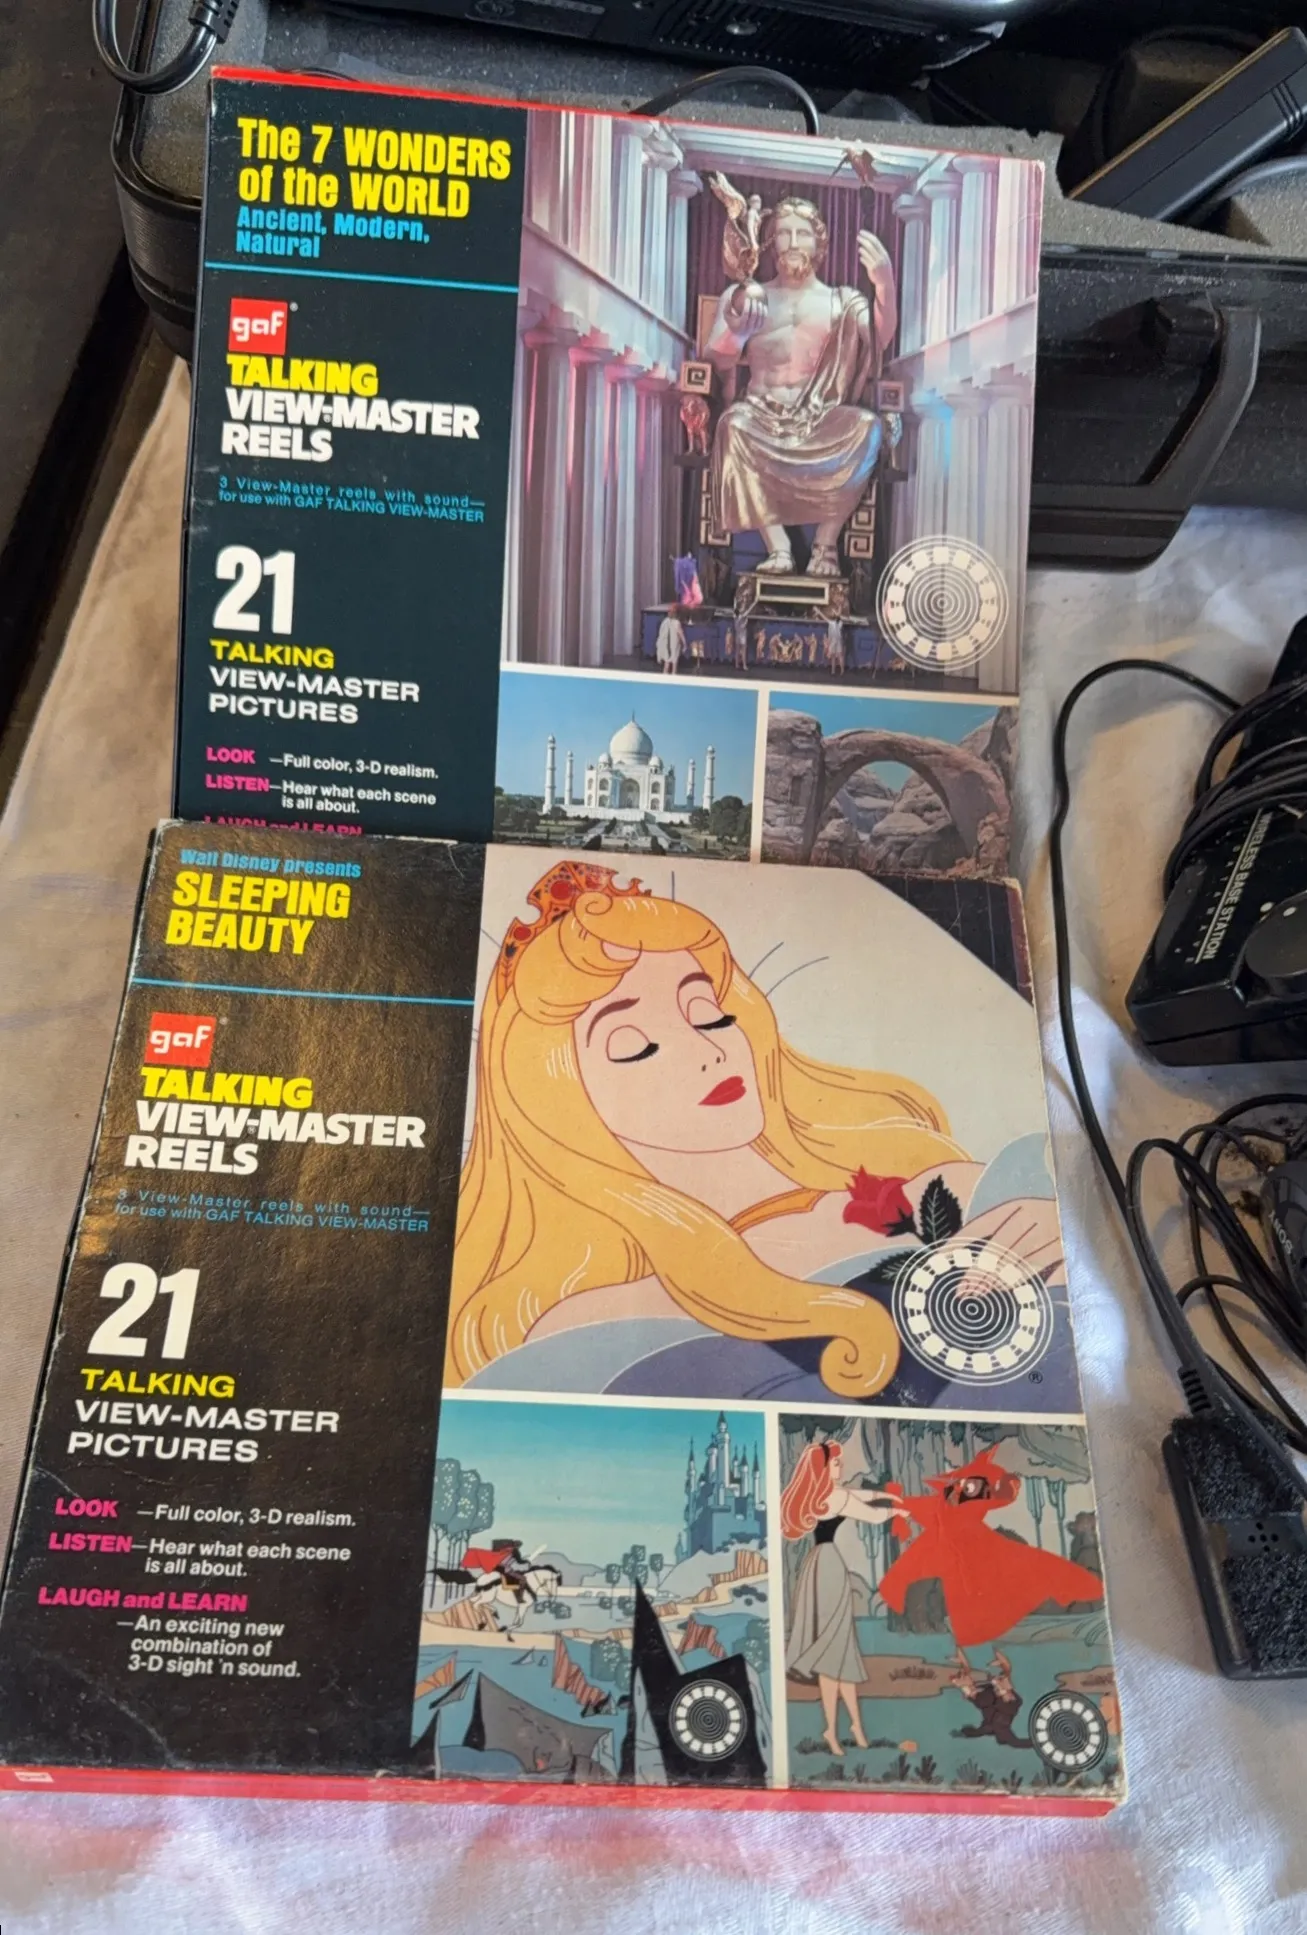 The 7 WONDERS
of the WORLD
Ancient, Modern,
Natural
gaf®
TALKING
VIEW-MASTER
REELS
3 View-Master reels with sound—
for use with GAF TALKING VIEW-MASTER
21
TALKING
VIEW-MASTER
PICTURES
LOOK —Full color, 3-D realism.
LISTEN—Hear what each scene
is all about.
LAUGH and LEARN
Walt Disney presents
SLEEPING
BEAUTY
gaf®
TALKING
VIEW-MASTER®
REELS
3 View-Master reels with sound—
for use with GAF TALKING VIEW-MASTER
21
TALKING
VIEW-MASTER
PICTURES
LOOK —Full color, 3-D realism.
LISTEN—Hear what each scene
is all about.
LAUGH and LEARN
—An exciting new
combination of
3-D sight 'n sound.
®
gaf
WIRELESS BASE STATION
SONY